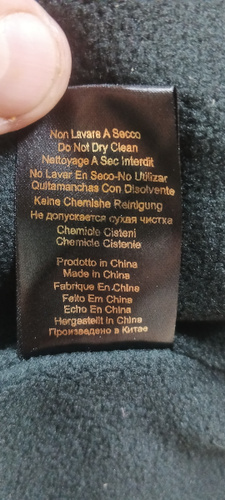 Non Lavare A Secco
Do Not Dry Clean
Nettoyage A Sec Interdit
No Lavar En Seco-No Utilizar
Quitamanchas Con Disolvente
Keine Chemishe Reinigung
Не допускается сухая чистка
Chemicle Cisteni
Chemicke Cistenie
Prodotto in China
Made in China
Fabrique En China
Feito Em China
Echo En China
Hergestellt in China
Произведено в Китае